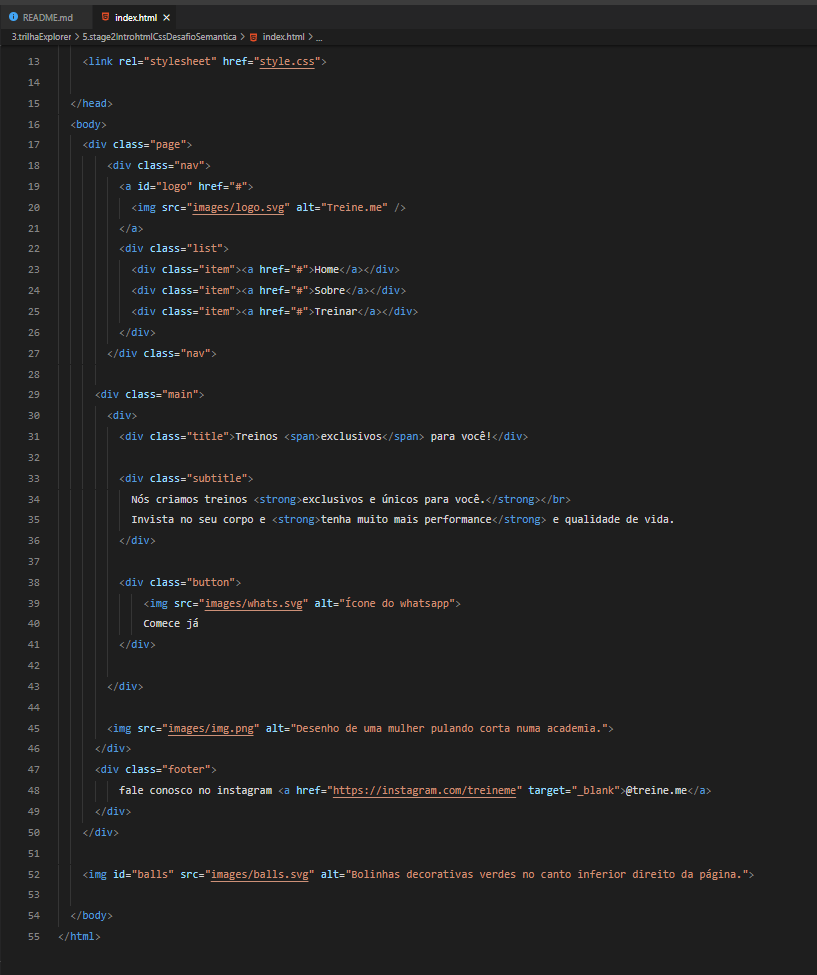 README.md index.html ×
3.trilhaExplorer > 5.stage2IntrohtmlCssDesafioSemantica > index.html > ...
13 <link rel="stylesheet" href="style.css">
14
15 </head>
16 <body>
17 <div class="page">
18 <div class="nav">
19 <a id="logo" href="#">
20 <img src="images/logo.svg" alt="Treine.me" />
21 </a>
22 <div class="list">
23 <div class="item"><a href="#">Home</a></div>
24 <div class="item"><a href="#">Sobre</a></div>
25 <div class="item"><a href="#">Treinar</a></div>
26 </div>
27 </div class="nav">
28
29 <div class="main">
30 <div>
31 <div class="title">Treinos <span>exclusivos</span> para você!</div>
32
33 <div class="subtitle">
34 Nós criamos treinos <strong>exclusivos e únicos para você.</strong></br>
35 Invista no seu corpo e <strong>tenha muito mais performance</strong> e qualidade de vida.
36 </div>
37
38 <div class="button">
39 <img src="images/whats.svg" alt="Ícone do whatsapp">
40 Comece já
41 </div>
42
43 </div>
44
45 <img src="images/img.png" alt="Desenho de uma mulher pulando corta numa academia.">
46 </div>
47 <div class="footer">
48 fale conosco no instagram <a href="https://instagram.com/treineme" target="_blank">@treine.me</a>
49 </div>
50 </div>
51
52 <img id="balls" src="images/balls.svg" alt="Bolinhas decorativas verdes no canto inferior direito da página.">
53
54 </body>
55 </html>